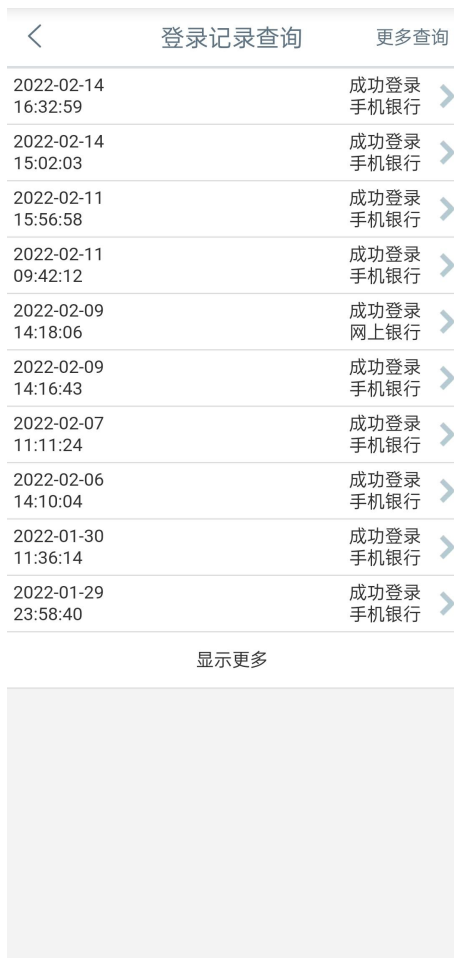 登录记录查询 更多查询
2022-02-14 成功登录
16:32:59 手机银行
2022-02-14 成功登录
15:02:03 手机银行
2022-02-11 成功登录
15:56:58 手机银行
2022-02-11 成功登录
09:42:12 手机银行
2022-02-09 成功登录
14:18:06 网上银行
2022-02-09 成功登录
14:16:43 手机银行
2022-02-07 成功登录
11:11:24 手机银行
2022-02-06 成功登录
14:10:04 手机银行
2022-01-30 成功登录
11:36:14 手机银行
2022-01-29 成功登录
23:58:40 手机银行
显示更多